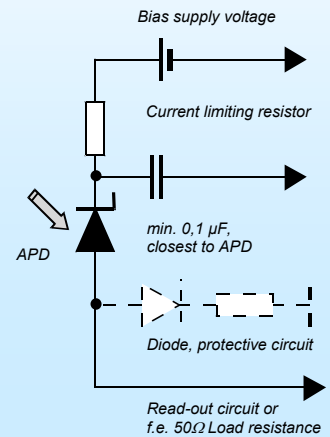 Bias supply voltage
Current limiting resistor
min. 0,1 µF,
closest to APD
APD
Diode, protective circuit
Read-out circuit or
f.e. 50Ω Load resistance